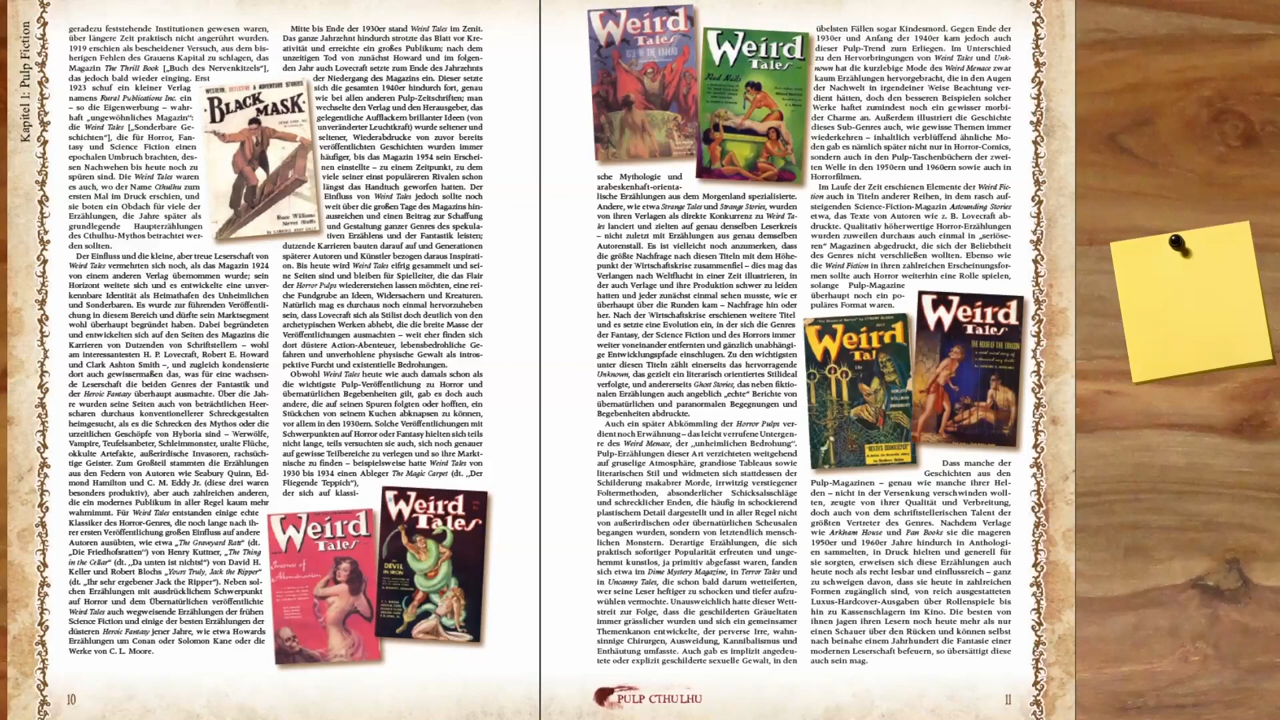 Kapitel 1: Pulp Fiction
geradezu feststehende Institutionen gewesen waren,
über längere Zeit praktisch nicht angerührt wurden.
1919 erschien als bescheidener Versuch, aus dem bis-
herigen Fehlen des Grauens Kapital zu schlagen, das
Magazin The Thrill Book [„Buch des Nervenkitzels"],
das jedoch bald wieder einging. Erst
1923 schuf ein kleiner Verlag
namens Rural Publications Inc. ein
– so die Eigenwerbung – wahr-
haft „ungewöhnliches Magazin":
die Weird Tales [„Sonderbare Ge-
schichten"], die für Horror, Fan-
tasy und Science Fiction einen
epochalen Umbruch brachten, des-
sen Nachwehen bis heute noch zu
spüren sind. Die Weird Tales waren
es auch, wo der Name Cthulhu zum
ersten Mal im Druck erschien, und
sie boten ein Obdach für viele der
Erzählungen, die Jahre später als
grundlegende Haupterzählungen
des Cthulhu-Mythos betrachtet wer-
den sollten.
Der Einfluss und die kleine, aber treue Leserschaft von
Weird Tales vermehrten sich noch, als das Magazin 1924
von einem anderen Verlag übernommen wurde; sein
Horizont weitete sich und es entwickelte eine unver-
kennbare Identität als Heimathafen des Unheimlichen
und Sonderbaren. Es wurde zur führenden Veröffentli-
chung in diesem Bereich und dürfte sein Marktsegment
wohl überhaupt begründet haben. Dabei begründeten
und entwickelten sich auf den Seiten des Magazins die
Karrieren von Dutzenden von Schriftstellern – wohl
am interessantesten H. P. Lovecraft, Robert E. Howard
und Clark Ashton Smith –, und zugleich kondensierte
dort auch gewissermaßen das, was für eine wachsen-
de Leserschaft die beiden Genres der Fantastik und
der Heroic Fantasy überhaupt ausmachte. Über die Jah-
re wurden seine Seiten auch von beträchtlichen Heer-
scharen durchaus konventionellerer Schreckgestalten
heimgesucht, als es die Schrecken des Mythos oder die
urzeitlichen Geschöpfe von Hyboria sind – Werwölfe,
Vampire, Teufelsanbeter, Schleimmonster, uralte Flüche,
okkulte Artefakte, außerirdische Invasoren, rachsüch-
tige Geister. Zum Großteil stammten die Erzählungen
aus den Federn von Autoren wie Seabury Quinn, Ed-
mond Hamilton und C. M. Eddy Jr. (diese drei waren
besonders produktiv), aber auch zahlreichen anderen,
die ein modernes Publikum in aller Regel kaum mehr
wahrnimmt. Für Weird Tales entstanden einige echte
Klassiker des Horror-Genres, die noch lange nach ih-
rer ersten Veröffentlichung großen Einfluss auf andere
Autoren ausübten, wie etwa „The Graveyard Rats" (dt.
„Die Friedhofsratten") von Henry Kuttner, „The Thing
in the Cellar" (dt. „Da unten ist nichts!") von David H.
Keller und Robert Blochs „Yours Truly, Jack the Ripper"
(dt. „Ihr sehr ergebener Jack the Ripper"). Neben sol-
chen Erzählungen mit ausdrücklichem Schwerpunkt
auf Horror und dem Übernatürlichen veröffentlichte
Weird Tales auch wegweisende Erzählungen der frühen
Science Fiction und einige der besten Erzählungen der
düsteren Heroic Fantasy jener Jahre, wie etwa Howards
Erzählungen um Conan oder Solomon Kane oder die
Werke von C. L. Moore.
BLACK
MASK
Mitte bis Ende der 1930er stand Weird Tales im Zenit.
Das ganze Jahrzehnt hindurch strotzte das Blatt vor Kre-
ativität und erreichte ein großes Publikum; nach dem
unzeitigen Tod von zunächst Howard und im folgen-
den Jahr auch Lovecraft setzte zum Ende des Jahrzehnts
der Niedergang des Magazins ein. Dieser setzte
sich die gesamten 1940er hindurch fort, genau
wie bei allen anderen Pulp-Zeitschriften; man
wechselte den Verlag und den Herausgeber, das
gelegentliche Aufflackern brillanter Ideen (von
unveränderter Leuchtkraft) wurde seltener und
seltener, Wiederabdrucke von zuvor bereits
veröffentlichten Geschichten wurden immer
häufiger, bis das Magazin 1954 sein Erschei-
nen einstellte – zu einem Zeitpunkt, zu dem
viele seiner einst populäreren Rivalen schon
längst das Handtuch geworfen hatten. Der
Einfluss von Weird Tales jedoch sollte noch
weit über die großen Tage des Magazins hin-
ausreichen und einen Beitrag zur Schaffung
und Gestaltung ganzer Genres des spekula-
tiven Erzählens und der Fantastik leisten;
dutzende Karrieren bauten darauf auf und Generationen
späterer Autoren und Künstler bezogen daraus Inspirati-
on. Bis heute wird Weird Tales eifrig gesammelt und sei-
ne Seiten sind und bleiben für Spielleiter, die das Flair
der Horror Pulps wiedererstehen lassen möchten, eine rei-
che Fundgrube an Ideen, Widersachern und Kreaturen.
Natürlich mag es durchaus noch einmal hervorzuheben
sein, dass Lovecraft als Stilist doch deutlich von den
archetypischen Werken abhebt, die die breite Masse der
Veröffentlichungen ausmachten – weit eher finden sich
dort düstere Action-Abenteuer, lebensbedrohliche Ge-
fahren und unverhohlene physische Gewalt als intros-
pektive Furcht und existentielle Bedrohungen.
Obwohl Weird Tales heute wie auch damals schon als
die wichtigste Pulp-Veröffentlichung zu Horror und
übernatürlichen Begebenheiten gilt, gab es doch auch
andere, die auf seinen Spuren folgten oder hofften, ein
Stückchen von seinem Kuchen abknapsen zu können,
vor allem in den 1930ern. Solche Veröffentlichungen mit
Schwerpunkten auf Horror oder Fantasy hielten sich teils
nicht lange, teils versuchten sie auch, sich noch genauer
auf gewisse Teilbereiche zu verlegen und so ihre Markt-
nische zu finden – beispielsweise hatte Weird Tales von
1930 bis 1934 einen Ableger The Magic Carpet (dt. „Der
Fliegende Teppich"),
der sich auf klassi-
Weird
Tales
Weird
Tales
A
DEVIL
IN IRON
10
Weird
Tales
Weird
Tales
Red Nails
sche Mythologie und
arabeskenhaft-orienta-
lische Erzählungen aus dem Morgenland spezialisierte.
Andere, wie etwa Strange Tales und Strange Stories, wurden
von ihren Verlagen als direkte Konkurrenz zu Weird Ta-
les lanciert und zielten auf genau denselben Leserkreis
– nicht zuletzt mit Erzählungen aus genau demselben
Autorenstall. Es ist vielleicht noch anzumerken, dass
die größte Nachfrage nach diesen Titeln mit dem Höhe-
punkt der Wirtschaftskrise zusammenfiel – dies mag das
Verlangen nach Weltflucht in einer Zeit illustrieren, in
der auch Verlage und ihre Produktion schwer zu leiden
hatten und jeder zunächst einmal sehen musste, wie er
überhaupt über die Runden kam – Nachfrage hin oder
her. Nach der Wirtschaftskrise erschienen weitere Titel
und es setzte eine Evolution ein, in der sich die Genres
der Fantasy, der Science Fiction und des Horrors immer
weiter voneinander entfernten und gänzlich unabhängi-
ge Entwicklungspfade einschlugen. Zu den wichtigsten
unter diesen Titeln zählt einerseits das hervorragende
Unknown, das gezielt ein literarisch orientiertes Stilideal
verfolgte, und andererseits Ghost Stories, das neben fiktio-
nalen Erzählungen auch angeblich „echte" Berichte von
übernatürlichen und paranormalen Begegnungen und
Begebenheiten abdruckte.
Auch ein später Abkömmling der Horror Pulps ver-
dient noch Erwähnung – das leicht verrufene Untergen-
re des Weird Menace, der „unheimlichen Bedrohung".
Pulp-Erzählungen dieser Art verzichteten weitgehend
auf gruselige Atmosphäre, grandiose Tableaus sowie
literarischen Stil und widmeten sich stattdessen der
Schilderung makabrer Morde, irrwitzig verstiegener
Foltermethoden, absonderlicher Schicksalsschläge
und schrecklicher Enden, die häufig in schockierend
plastischem Detail dargestellt und in aller Regel nicht
von außerirdischen oder übernatürlichen Scheusalen
begangen wurden, sondern von letztendlich mensch-
lichen Monstern. Derartige Erzählungen, die sich
praktisch sofortiger Popularität erfreuten und unge-
hemmt kunstlos, ja primitiv abgefasst waren, fanden
sich etwa im Dime Mystery Magazine, in Terror Tales und
in Uncanny Tales, die schon bald darum wetteiferten,
wer seine Leser heftiger zu schocken und tiefer aufzu-
wühlen vermochte. Unausweichlich hatte dieser Wett-
streit zur Folge, dass die geschilderten Gräueltaten
immer grässlicher wurden und sich ein gemeinsamer
Themenkanon entwickelte, der perverse Irre, wahn-
sinnige Chirurgen, Ausweidung, Kannibalismus und
Enthäutung umfasste. Auch gab es implizit angedeu-
tete oder explizit geschilderte sexuelle Gewalt, in den
übelsten Fällen sogar Kindesmord. Gegen Ende der
1930er und Anfang der 1940er kam jedoch auch
dieser Pulp-Trend zum Erliegen. Im Unterschied
zu den Hervorbringungen von Weird Tales und Unk-
nown hat die kurzlebige Mode des Weird Menace zwar
kaum Erzählungen hervorgebracht, die in den Augen
der Nachwelt in irgendeiner Weise Beachtung ver-
dient hätten, doch den besseren Beispielen solcher
Werke haftet zumindest noch ein gewisser morbi-
der Charme an. Außerdem illustriert die Geschichte
dieses Sub-Genres auch, wie gewisse Themen immer
wiederkehren – inhaltlich verblüffend ähnliche Mo-
den gab es nämlich später nicht nur in Horror-Comics,
sondern auch in den Pulp-Taschenbüchern der zwei-
ten Welle in den 1950ern und 1960ern sowie auch in
Horrorfilmen.
Im Laufe der Zeit erschienen Elemente der Weird Fic-
tion auch in Titeln anderer Reihen, in dem rasch auf-
steigenden Science-Fiction-Magazin Astounding Stories
etwa, das Texte von Autoren wie z. B. Lovecraft ab-
druckte. Qualitativ höherwertige Horror-Erzählungen
wurden zuweilen durchaus auch einmal in „seriöse-
ren" Magazinen abgedruckt, die sich der Beliebtheit
des Genres nicht verschließen wollten. Ebenso wie
die Weird Fiction in ihren zahlreichen Erscheinungsfor-
men sollte auch Horror weiterhin eine Rolle spielen,
solange Pulp-Magazine
überhaupt noch ein po-
puläres Format waren.
Weird
Tal
Weird
Tales
Dass manche der
Geschichten aus den
Pulp-Magazinen – genau wie manche ihrer Hel-
den – nicht in der Versenkung verschwinden woll-
ten, zeugte von ihrer Qualität und Verbreitung,
doch auch von dem schriftstellerischen Talent der
größten Vertreter des Genres. Nachdem Verlage
wie Arkham House und Pan Books sie die mageren
1950er und 1960er Jahre hindurch in Anthologi-
en sammelten, in Druck hielten und generell für
sie sorgten, erweisen sich diese Erzählungen auch
heute noch als recht lesbar und einflussreich – ganz
zu schweigen davon, dass sie heute in zahlreichen
Formen zugänglich sind, von reich ausgestatteten
Luxus-Hardcover-Ausgaben über Rollenspiele bis
hin zu Kassenschlagern im Kino. Die besten von
ihnen jagen ihren Lesern noch heute mehr als nur
einen Schauer über den Rücken und können selbst
nach beinahe einem Jahrhundert die Fantasie einer
modernen Leserschaft befeuern, so übersättigt diese
auch sein mag.
PULP CTHULHU
11